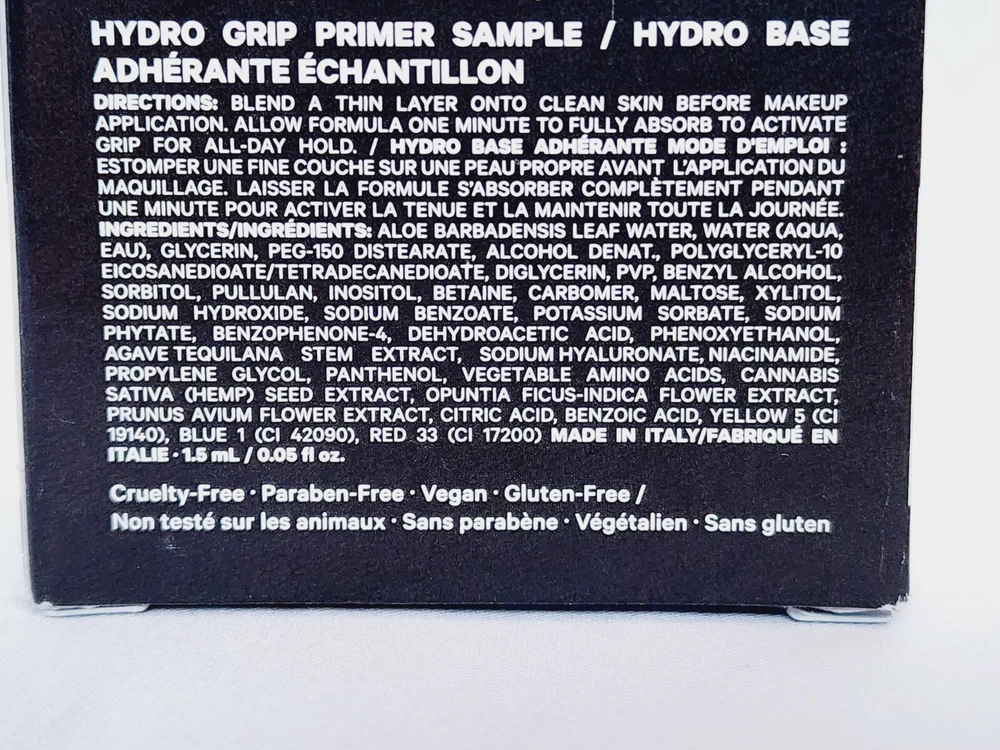 HYDRO GRIP PRIMER SAMPLE / HYDRO BASE
ADHÉRANTE ÉCHANTILLON
DIRECTIONS: BLEND A THIN LAYER ONTO CLEAN SKIN BEFORE MAKEUP
APPLICATION. ALLOW FORMULA ONE MINUTE TO FULLY ABSORB TO ACTIVATE
GRIP FOR ALL-DAY HOLD. / HYDRO BASE ADHÉRANTE MODE D'EMPLOI :
ESTOMPER UNE FINE COUCHE SUR UNE PEAU PROPRE AVANT L'APPLICATION DU
MAQUILLAGE. LAISSER LA FORMULE S'ABSORBER COMPLÈTEMENT PENDANT
UNE MINUTE POUR ACTIVER LA TENUE ET LA MAINTENIR TOUTE LA JOURNÉE.
INGREDIENTS/INGRÉDIENTS: ALOE BARBADENSIS LEAF WATER, WATER (AQUA,
EAU), GLYCERIN, PEG-150 DISTEARATE, ALCOHOL DENAT., POLYGLYCERYL-10
EICOSANEDIOATE/TETRADECANEDIOATE, DIGLYCERIN, PVP, BENZYL ALCOHOL,
SORBITOL, PULLULAN, INOSITOL, BETAINE, CARBOMER, MALTOSE, XYLITOL,
SODIUM HYDROXIDE, SODIUM BENZOATE, POTASSIUM SORBATE, SODIUM
PHYTATE, BENZOPHENONE-4, DEHYDROACETIC ACID, PHENOXYETHANOL,
AGAVE TEQUILANA STEM EXTRACT, SODIUM HYALURONATE, NIACINAMIDE,
PROPYLENE GLYCOL, PANTHENOL, VEGETABLE AMINO ACIDS, CANNABIS
SATIVA (HEMP) SEED EXTRACT, OPUNTIA FICUS-INDICA FLOWER EXTRACT,
PRUNUS AVIUM FLOWER EXTRACT, CITRIC ACID, BENZOIC ACID, YELLOW 5 (CI
19140), BLUE 1 (CI 42090), RED 33 (CI 17200) MADE IN ITALY/FABRIQUÉ EN
ITALIE · 1.5 mL / 0.05 fl oz.
Cruelty-Free · Paraben-Free · Vegan · Gluten-Free /
Non testé sur les animaux · Sans parabène · Végétalien · Sans gluten